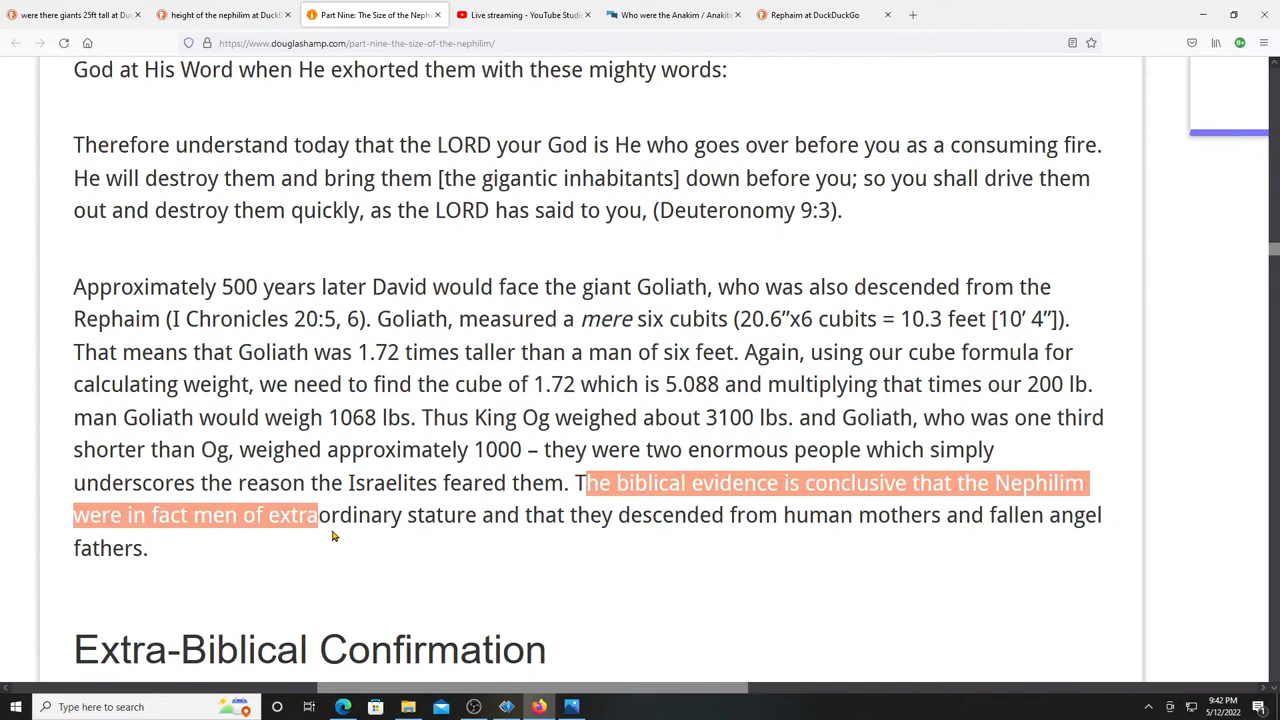 were there giants 25ft tall at Duck
height of the nephilim at DuckD
Part Nine: The Size of the Neph
Live streaming - YouTube Studi
Who were the Anakim / Anakite
Rephaim at DuckDuckGo
https://www.douglashamp.com/part-nine-the-size-of-the-nephilim/
God at His Word when He exhorted them with these mighty words:
Therefore understand today that the LORD your God is He who goes over before you as a consuming fire.
He will destroy them and bring them [the gigantic inhabitants] down before you; so you shall drive them
out and destroy them quickly, as the LORD has said to you, (Deuteronomy 9:3).
Approximately 500 years later David would face the giant Goliath, who was also descended from the
Rephaim (I Chronicles 20:5, 6). Goliath, measured a mere six cubits (20.6”x6 cubits = 10.3 feet [10’ 4”]).
That means that Goliath was 1.72 times taller than a man of six feet. Again, using our cube formula for
calculating weight, we need to find the cube of 1.72 which is 5.088 and multiplying that times our 200 lb.
man Goliath would weigh 1068 lbs. Thus King Og weighed about 3100 lbs. and Goliath, who was one third
shorter than Og, weighed approximately 1000 – they were two enormous people which simply
underscores the reason the Israelites feared them. The biblical evidence is conclusive that the Nephilim
were in fact men of extraordinary stature and that they descended from human mothers and fallen angel
fathers.
Extra-Biblical Confirmation
Type here to search
9:42 PM
5/12/2022